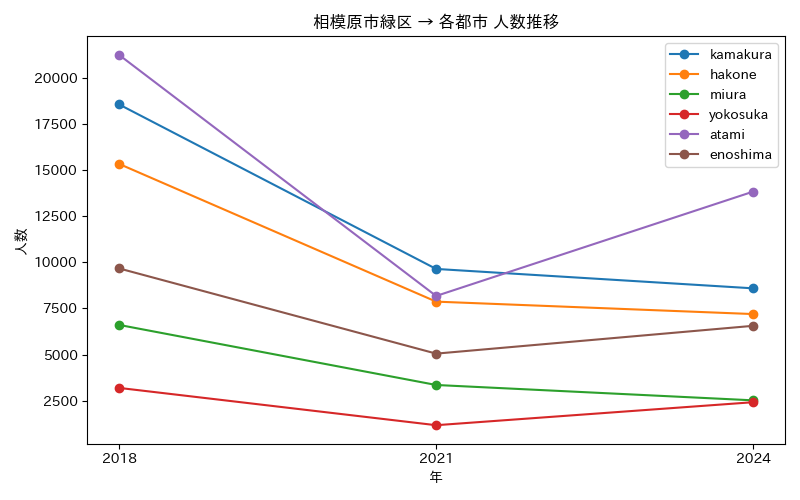 相模原市緑区 → 各都市 人数推移
人数
20000
17500
15000
12500
10000
7500
5000
2500
kamakura
hakone
miura
yokosuka
atami
enoshima
2018 2021 2024
年